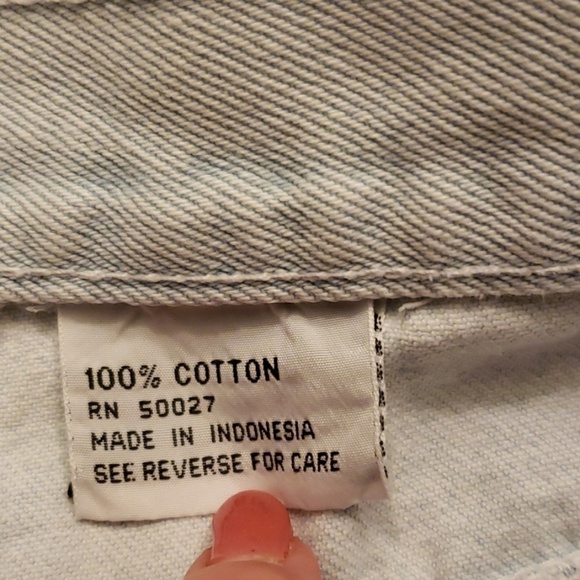 100% COTTON
RN 50027
MADE IN INDONESIA
SEE REVERSE FOR CARE